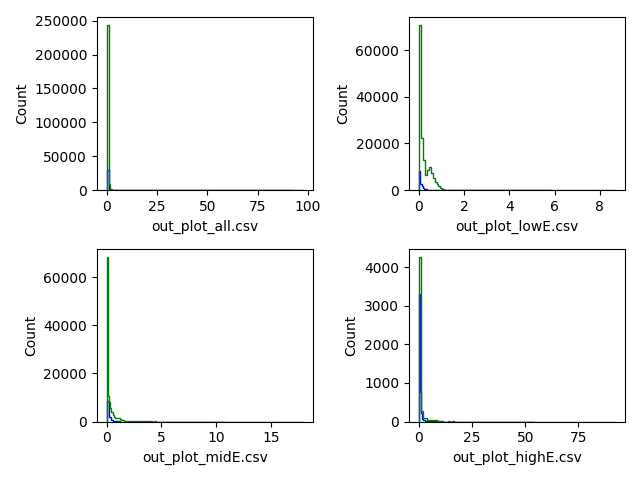 250000
200000
150000
100000
50000
0
Count
0 25 50 75 100
out_plot_all.csv
60000
40000
20000
0
Count
0 2 4 6 8
out_plot_lowE.csv
60000
40000
20000
0
Count
0 5 10 15
out_plot_midE.csv
4000
3000
2000
1000
0
Count
0 25 50 75
out_plot_highE.csv